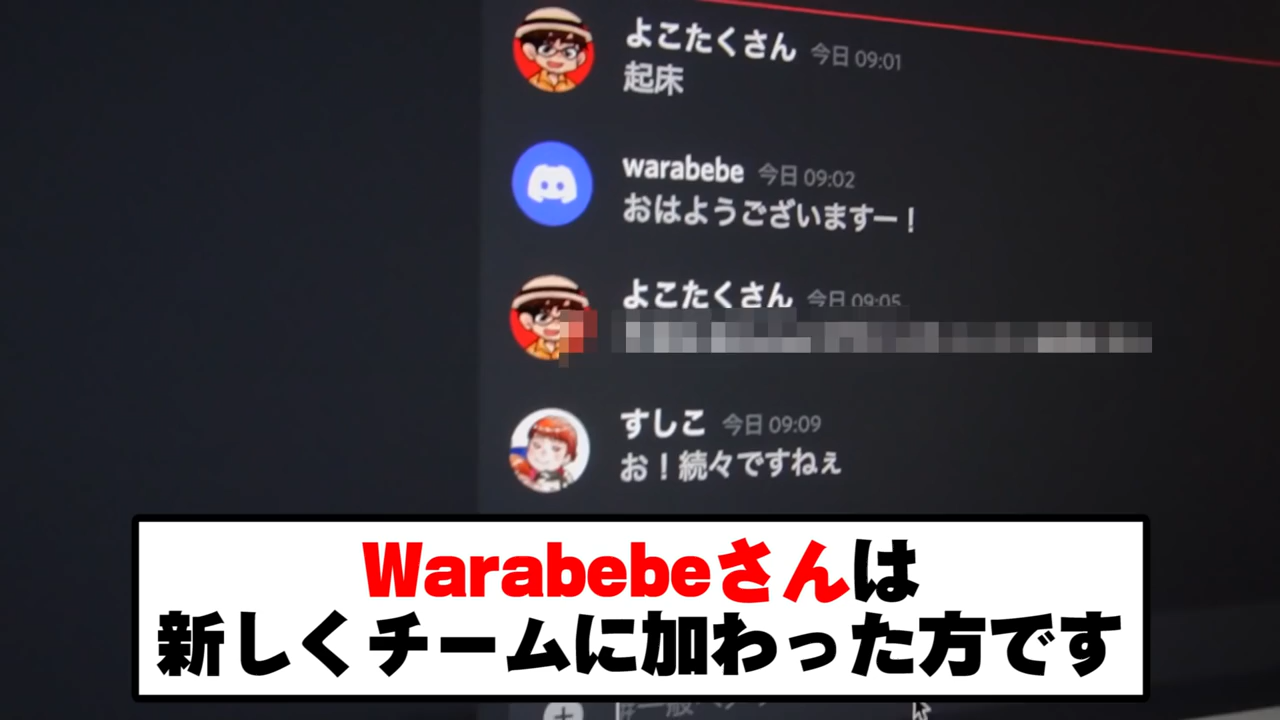 よこたくさん 今日 09:01
起床
warabebe 今日 09:02
おはようございますー！
よこたくさん 今日 09:05
すしこ 今日 09:09
お！続々ですねぇ
Warabebeさんは
新しくチームに加わった方です